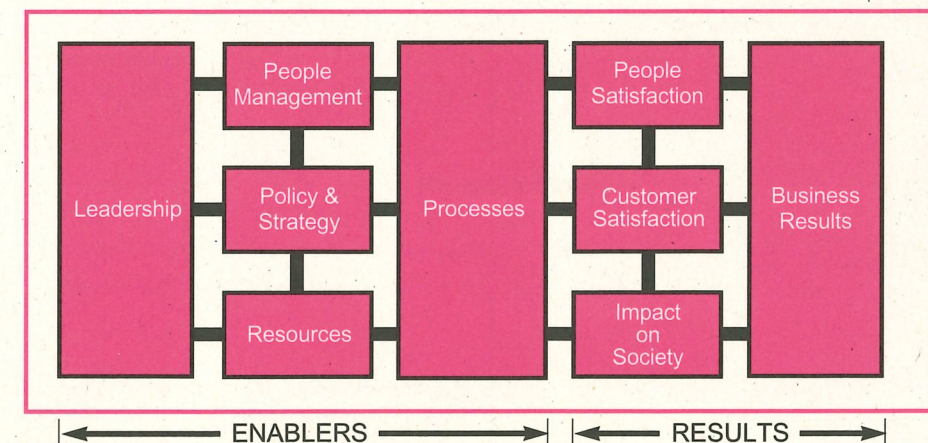 Leadership
People
Management
Policy &
Strategy
Resources
Processes
People
Satisfaction
Customer
Satisfaction
Impact
on
Society
Business
Results
ENABLERS
RESULTS